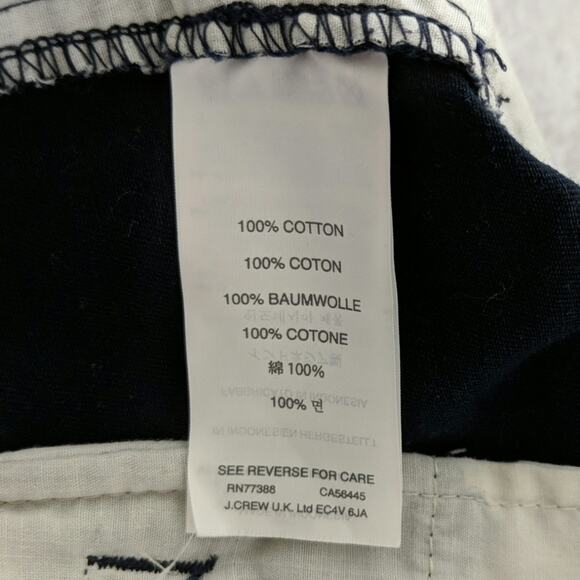 100% COTTON
100% COTON
100% BAUMWOLLE
100% COTONE
綿 100%
100% 면
SEE REVERSE FOR CARE
RN77388 CA56445
J.CREW U.K. Ltd EC4V 6JA